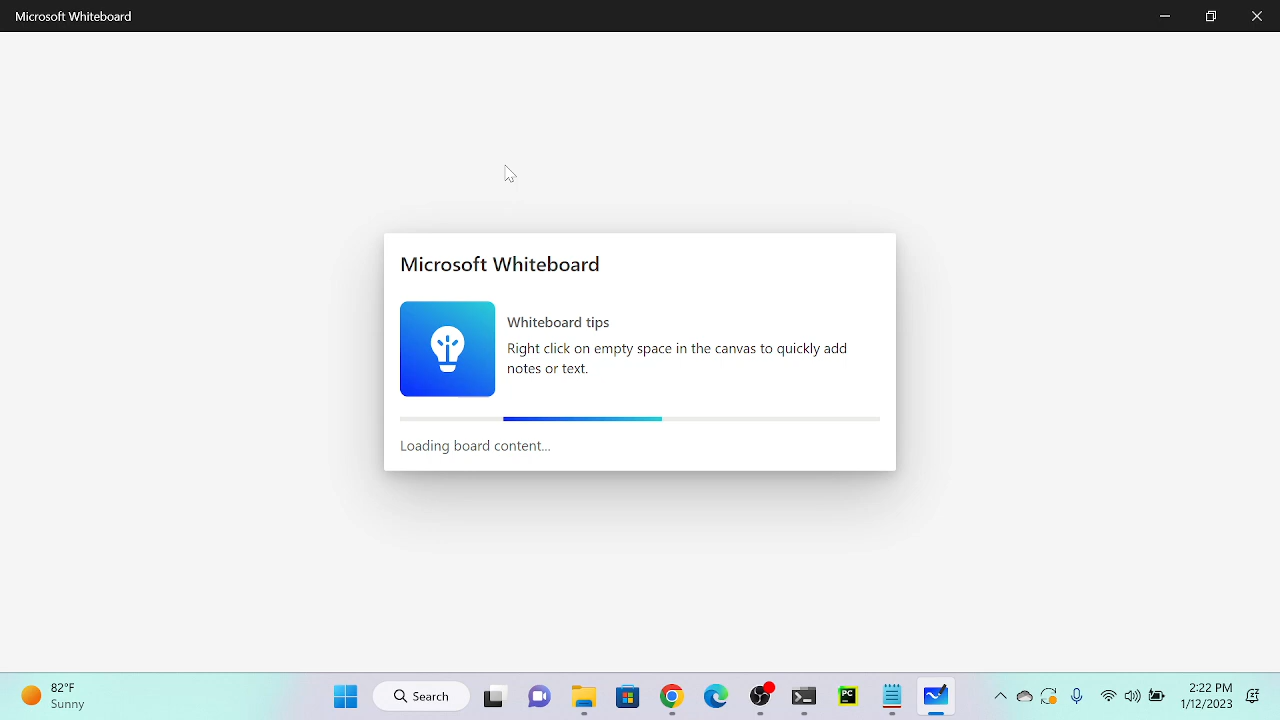 Microsoft Whiteboard
Microsoft Whiteboard
Whiteboard tips
Right click on empty space in the canvas to quickly add
notes or text.
Loading board content...
82°F
Sunny
Search
PC
2:22 PM
1/12/2023